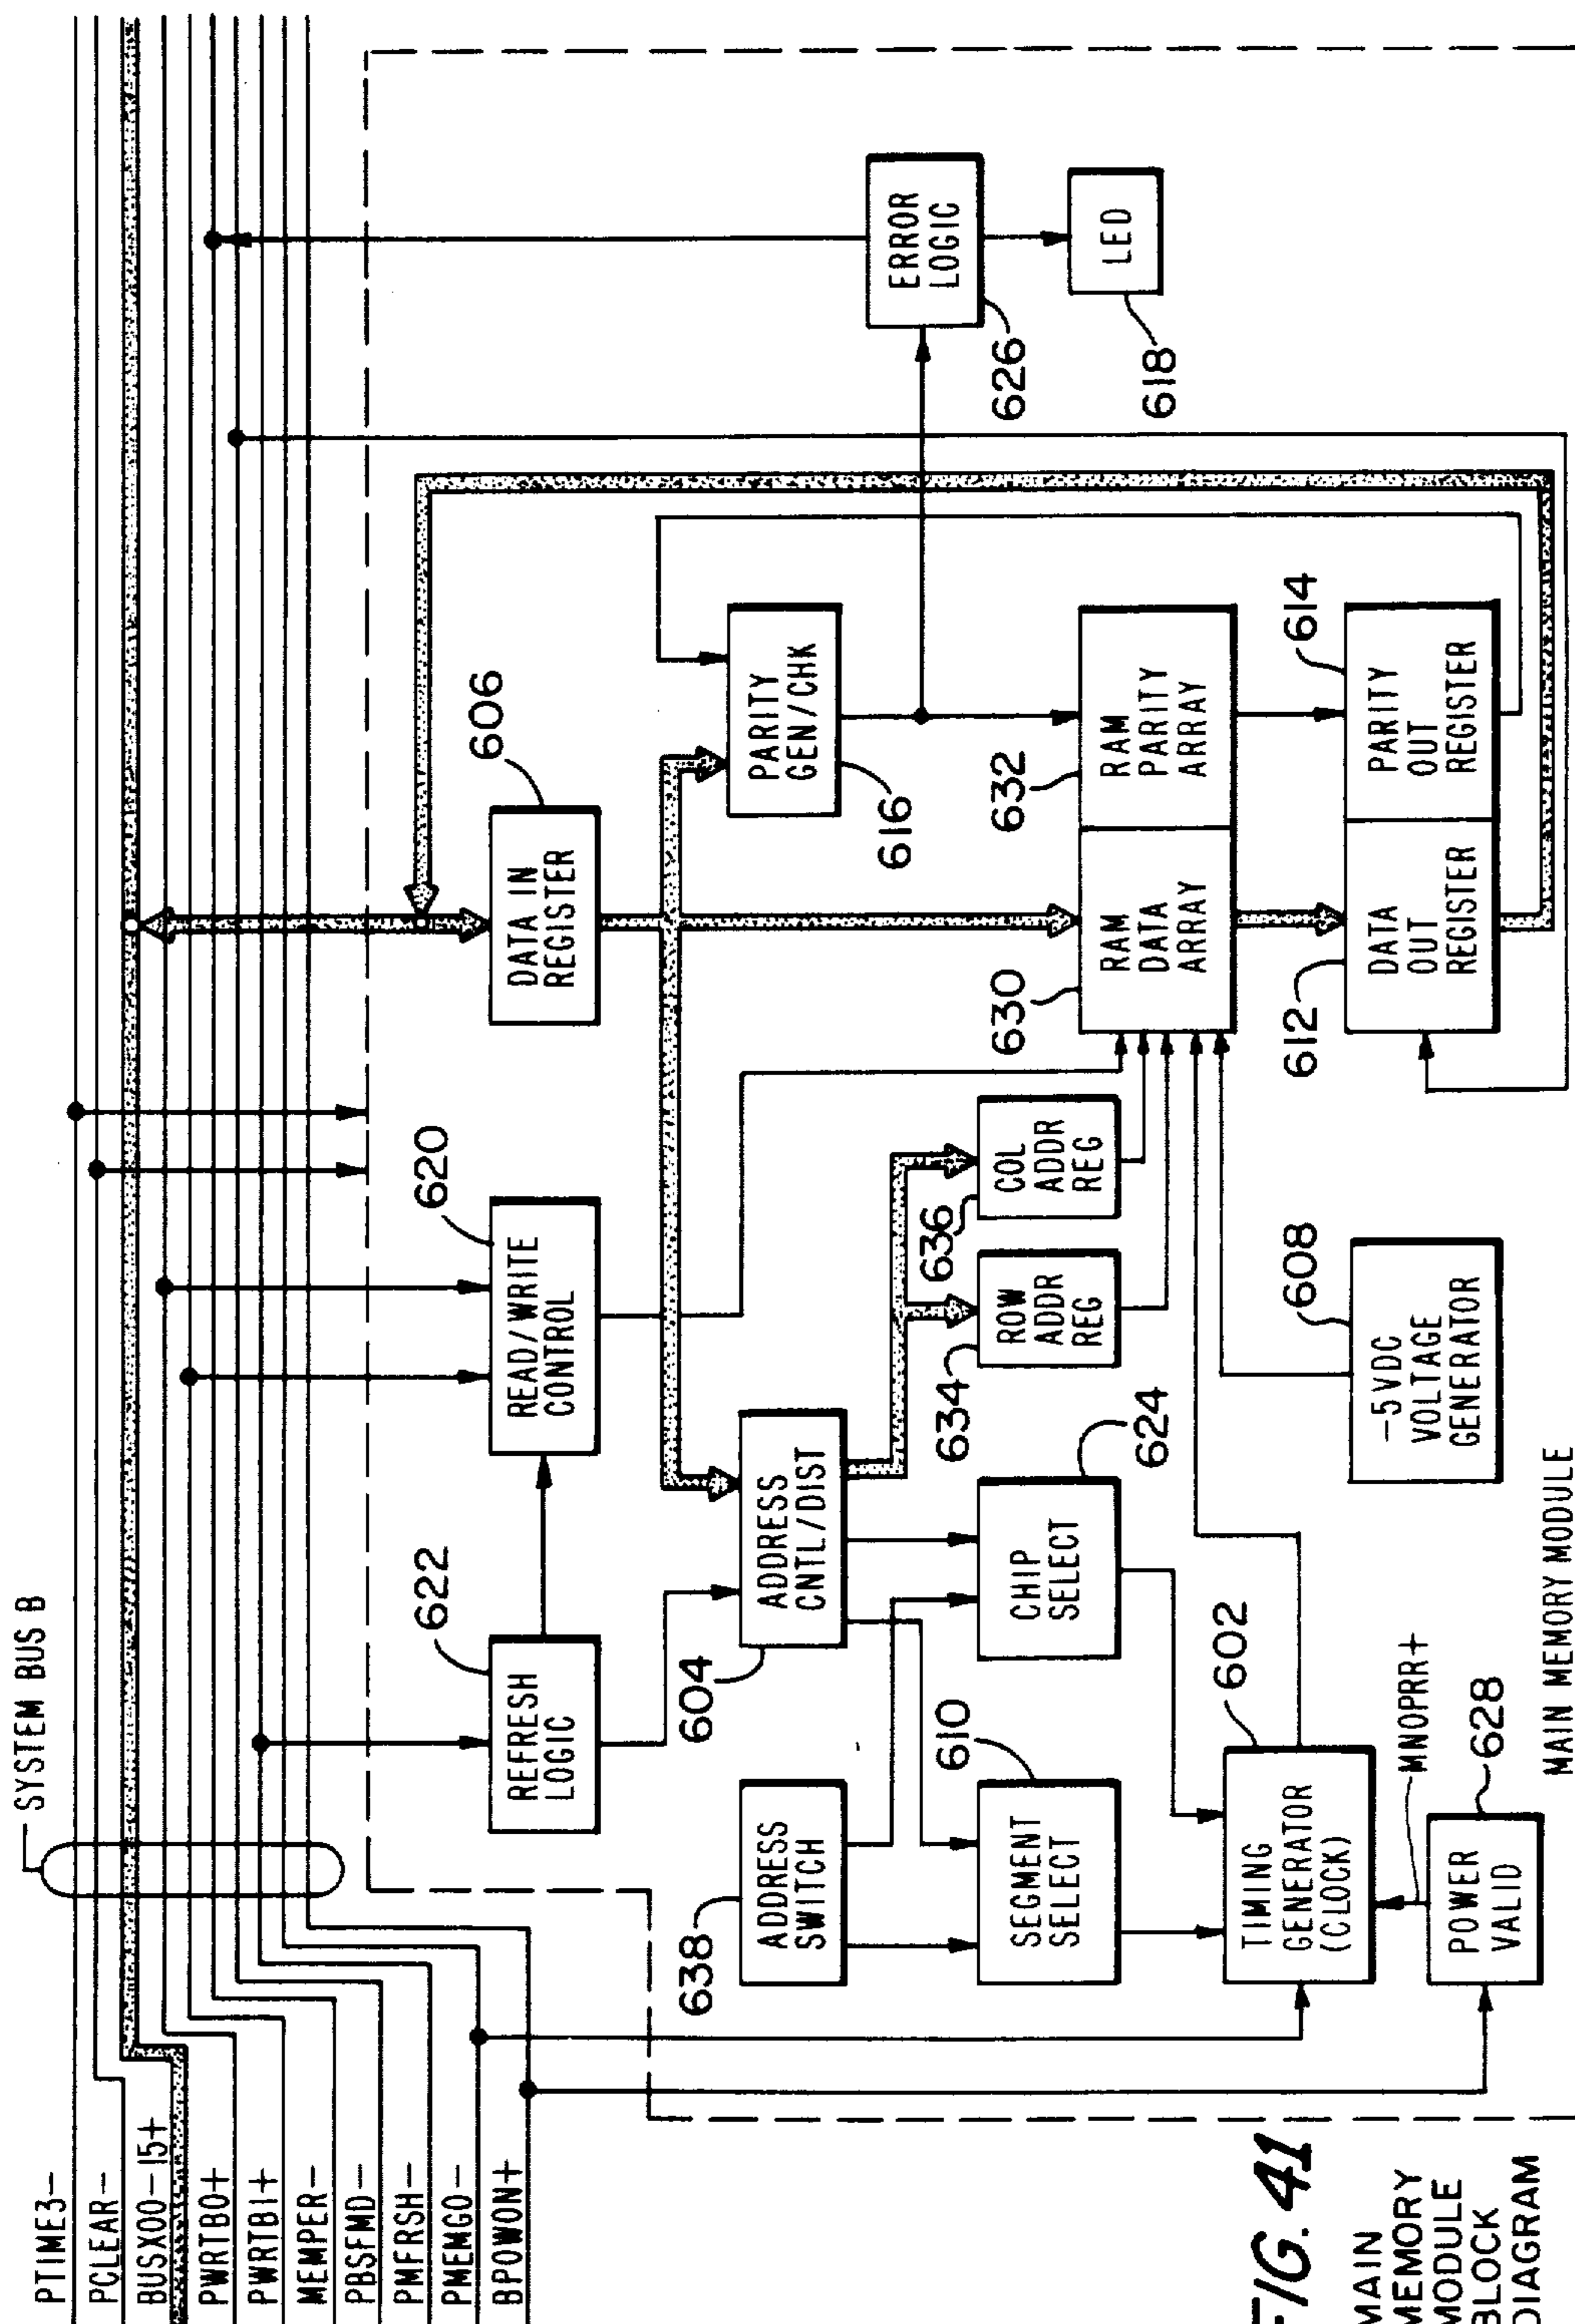 SYSTEM BUS B
PTIME3-
PCLEAR-
BUSX00-15+
PWRTB0+
PWRTB1+
MEMPER-
PBSFMD-
PMFRSH-
PMEMGO-
BPOWON+
REFRESH
LOGIC
622
READ/WRITE
CONTROL
620
DATA IN
REGISTER
606
ADDRESS
SWITCH
638
ADDRESS
CNTL/DIST
604
PARITY
GEN/CHK
616
ERROR
LOGIC
626
LED
618
SEGMENT
SELECT
610
CHIP
SELECT
624
ROW
ADDR
REG
634
COL
ADDR
REG
636
RAM
DATA
ARRAY
630
RAM
PARITY
ARRAY
632
TIMING
GENERATOR
(CLOCK)
602
MNOPRR+
POWER
VALID
628
-5VDC
VOLTAGE
GENERATOR
608
DATA
OUT
REGISTER
612
PARITY
OUT
REGISTER
614
MAIN MEMORY MODULE
FIG. 41
MAIN
MEMORY
MODULE
BLOCK
DIAGRAM